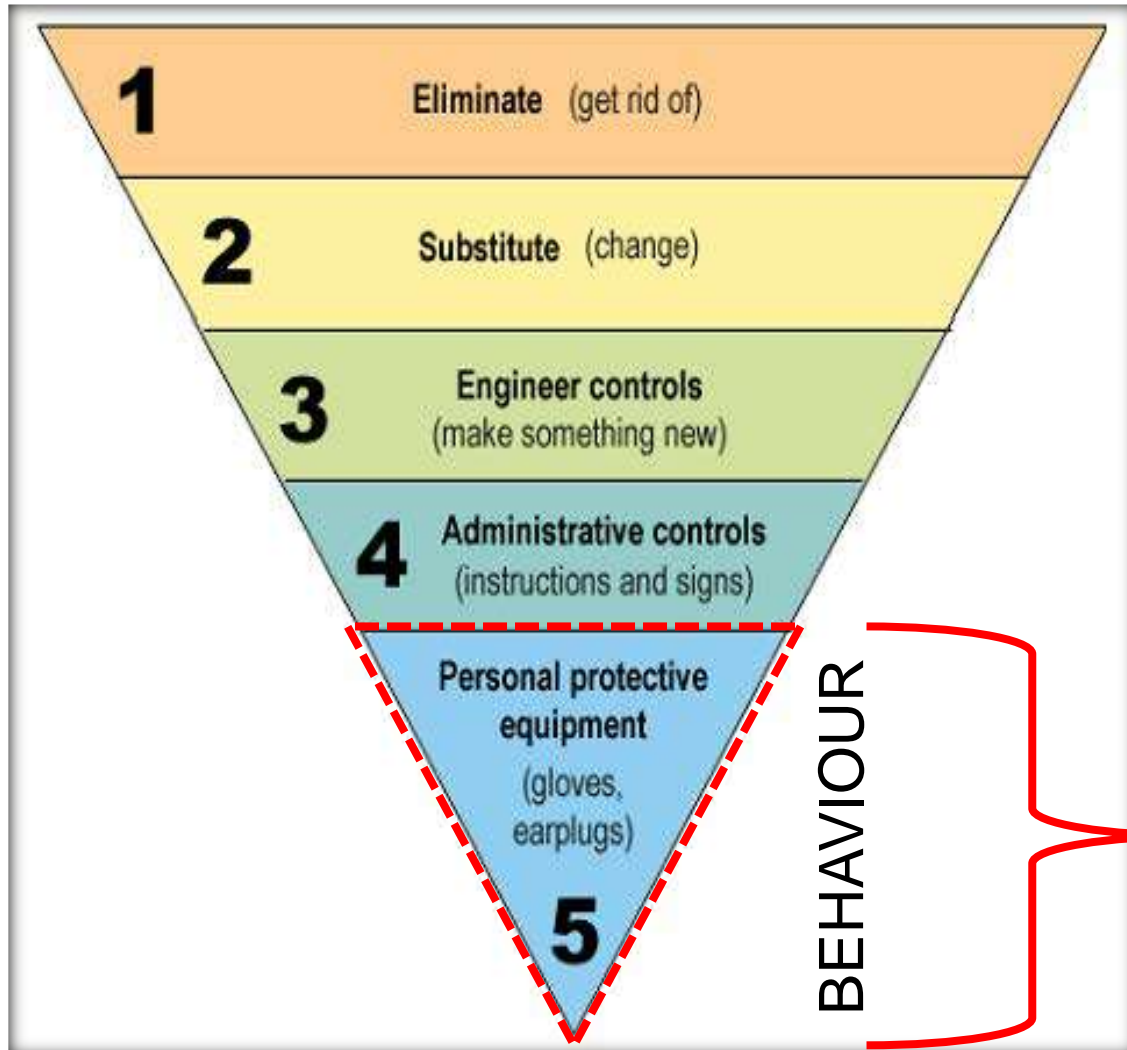 1
Eliminate (get rid of)
2
Substitute (change)
3
Engineer controls
(make something new)
4
Administrative controls
(instructions and signs)
Personal protective
equipment
(gloves,
earplugs)
5
BEHAVIOUR